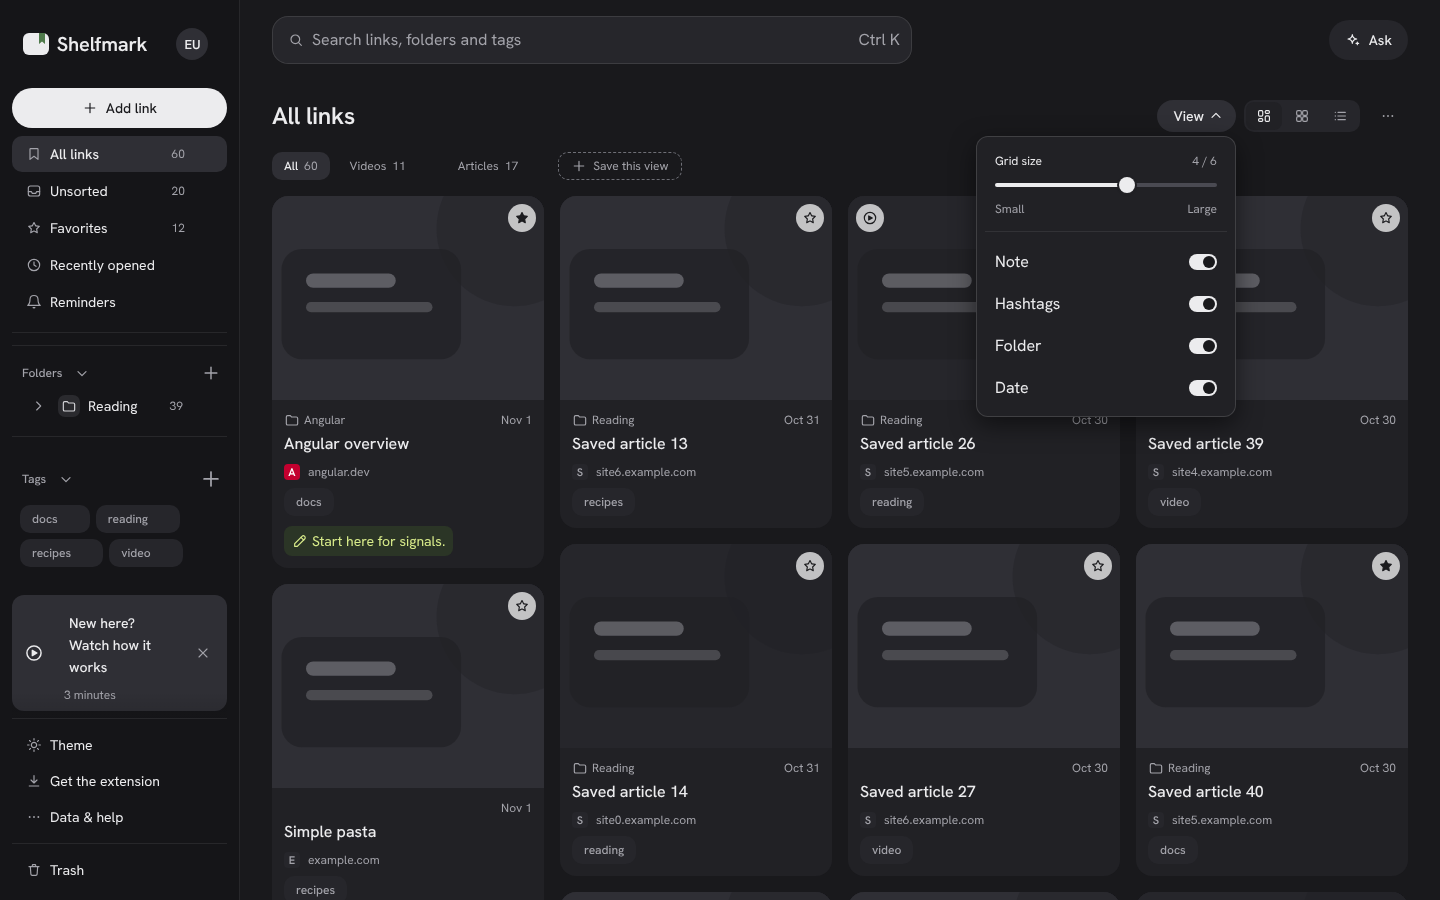 Shelfmark
EU
Search links, folders and tags
Ctrl K
Ask
Add link
All links 60
Unsorted 20
Favorites 12
Recently opened
Reminders
Folders
Reading 39
Tags
docs
reading
recipes
video
New here?
Watch how it
works
3 minutes
Theme
Get the extension
Data & help
Trash
All links
View
All 60
Videos 11
Articles 17
Save this view
Grid size 4 / 6
Small Large
Note
Hashtags
Folder
Date
Angular Nov 1
Angular overview
A angular.dev
docs
Start here for signals.
Reading Oct 31
Saved article 13
S site6.example.com
recipes
Reading Oct 30
Saved article 26
S site5.example.com
reading
Oct 30
Saved article 39
S site4.example.com
video
Nov 1
Simple pasta
E example.com
recipes
Reading Oct 31
Saved article 14
S site0.example.com
reading
Oct 30
Saved article 27
S site6.example.com
video
Reading Oct 30
Saved article 40
S site5.example.com
docs